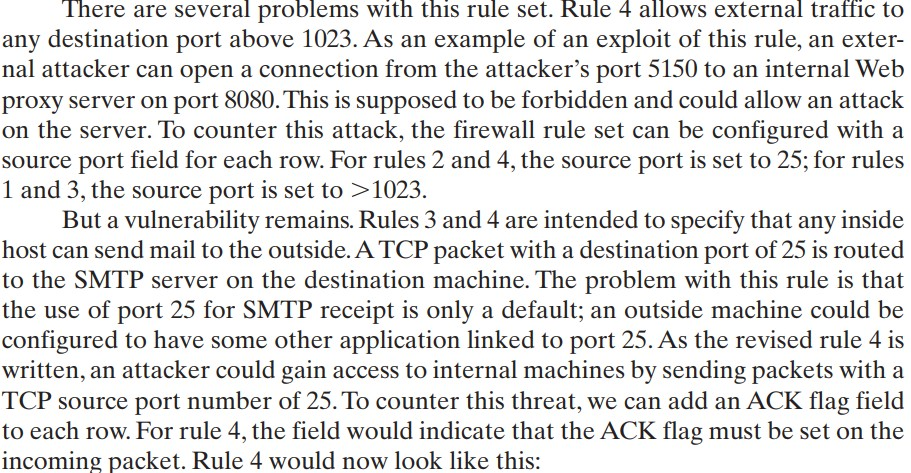 There are several problems with this rule set. Rule 4 allows external traffic to
any destination port above 1023. As an example of an exploit of this rule, an exter-
nal attacker can open a connection from the attacker's port 5150 to an internal Web
proxy server on port 8080. This is supposed to be forbidden and could allow an attack
on the server. To counter this attack, the firewall rule set can be configured with a
source port field for each row. For rules 2 and 4, the source port is set to 25; for rules
1 and 3, the source port is set to >1023.
But a vulnerability remains. Rules 3 and 4 are intended to specify that any inside
host can send mail to the outside. A TCP packet with a destination port of 25 is routed
to the SMTP server on the destination machine. The problem with this rule is that
the use of port 25 for SMTP receipt is only a default; an outside machine could be
configured to have some other application linked to port 25. As the revised rule 4 is
written, an attacker could gain access to internal machines by sending packets with a
TCP source port number of 25. To counter this threat, we can add an ACK flag field
to each row. For rule 4, the field would indicate that the ACK flag must be set on the
incoming packet. Rule 4 would now look like this: